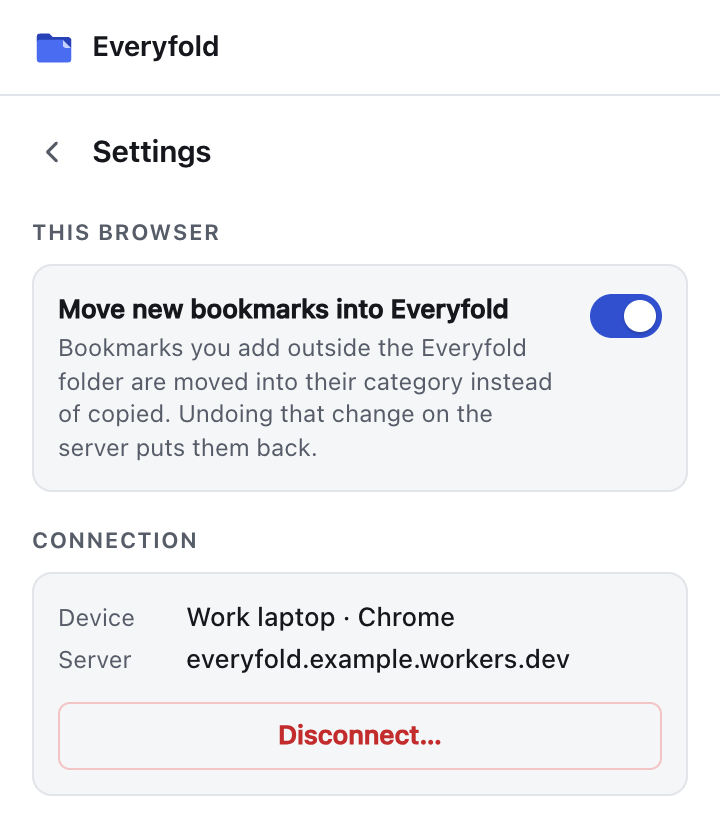 Everyfold
Settings
THIS BROWSER
Move new bookmarks into Everyfold
Bookmarks you add outside the Everyfold
folder are moved into their category instead
of copied. Undoing that change on the
server puts them back.
CONNECTION
Device Work laptop · Chrome
Server everyfold.example.workers.dev
Disconnect...